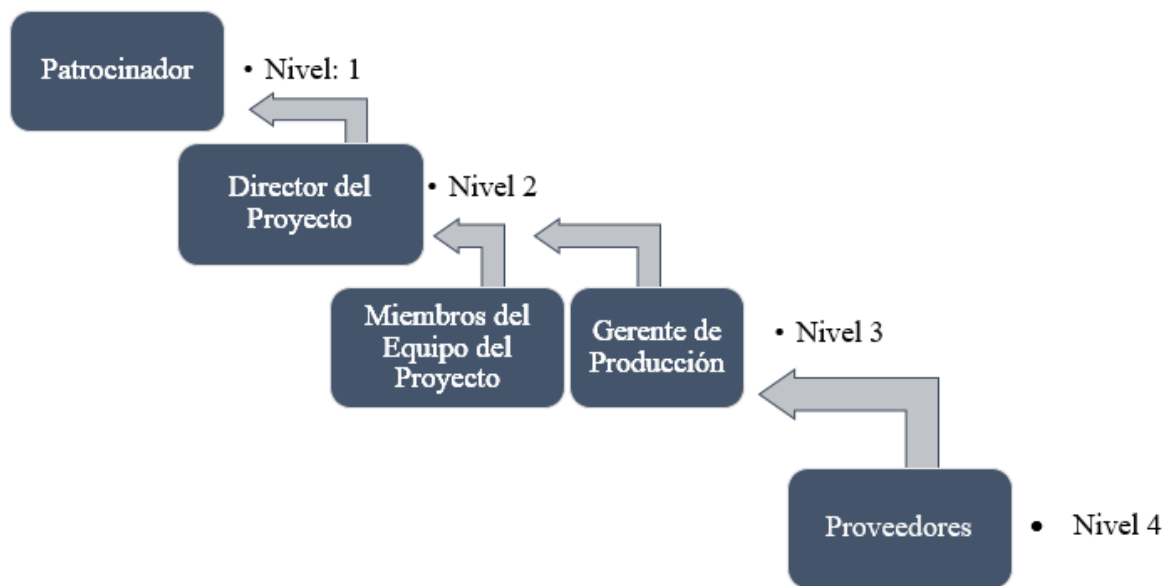 Patrocinador
• Nivel: 1
Director del
Proyecto
• Nivel 2
Miembros del
Equipo del
Proyecto
Gerente de
Producción
• Nivel 3
Proveedores
• Nivel 4